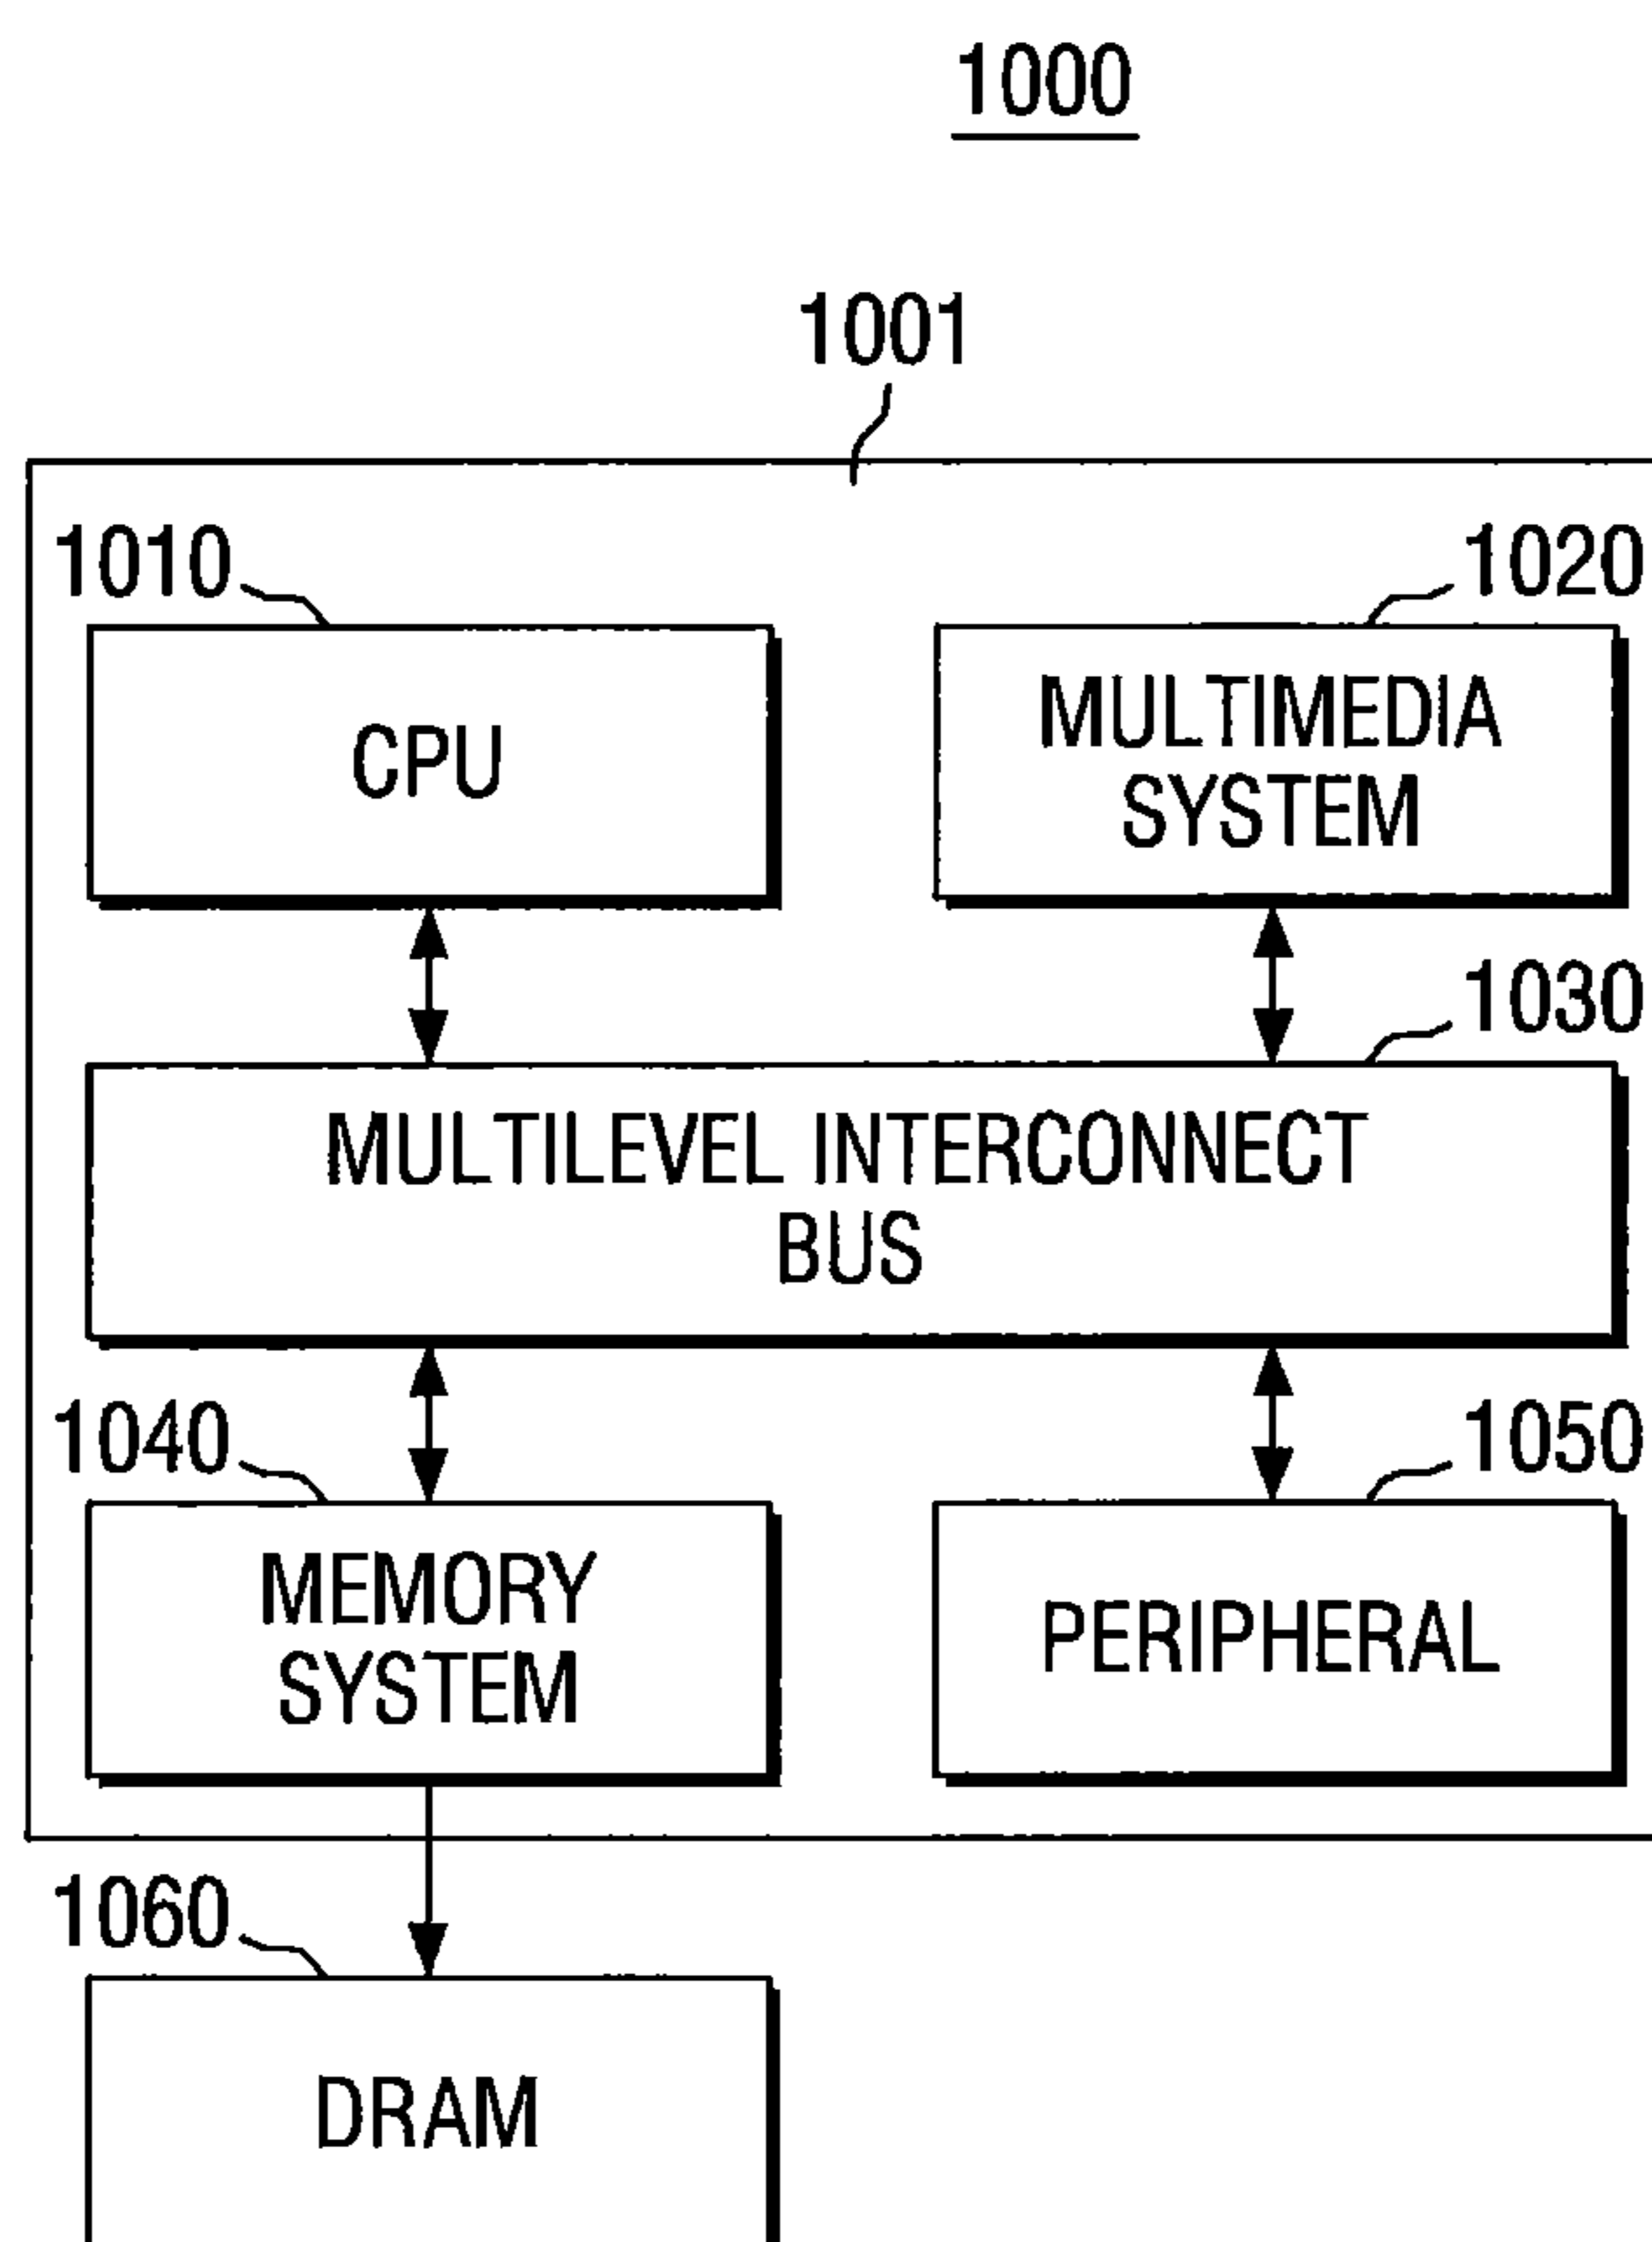 1000
1001
1010
1020
CPU
MULTIMEDIA
SYSTEM
1030
MULTILEVEL INTERCONNECT
BUS
1040
1050
MEMORY
SYSTEM
PERIPHERAL
1060
DRAM